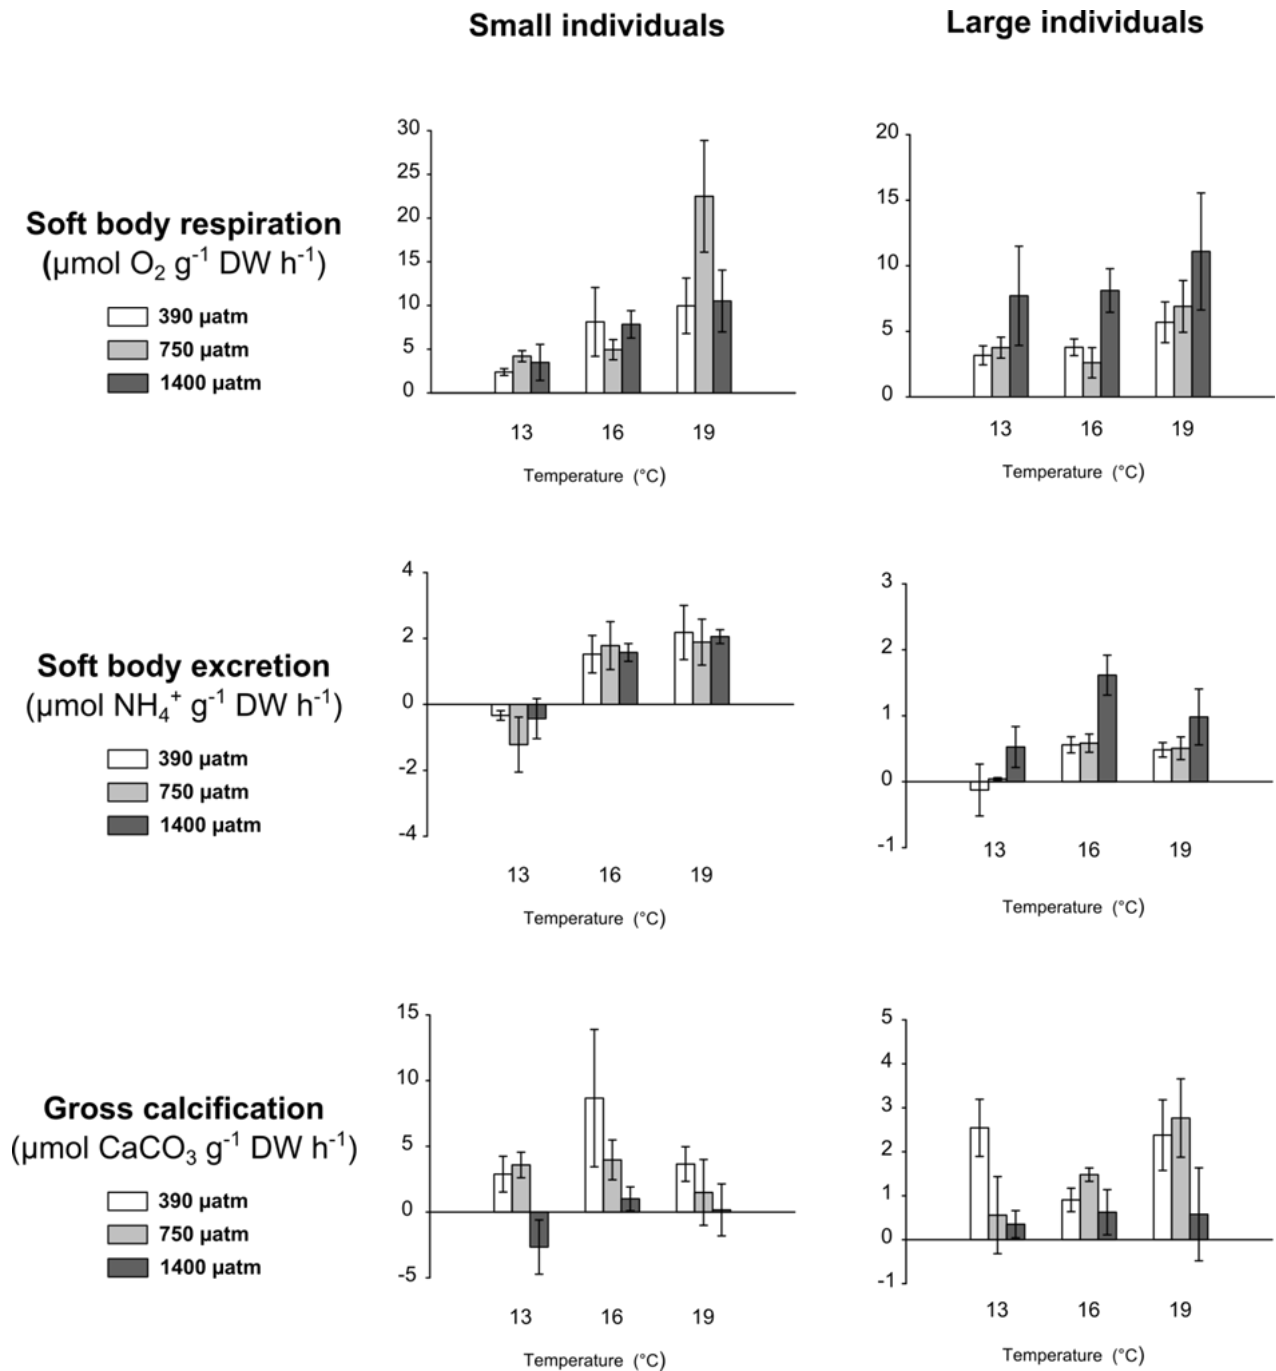 Small individuals
Large individuals
Soft body respiration
(µmol O₂ g⁻¹ DW h⁻¹)
390 µatm
750 µatm
1400 µatm
30
25
20
15
10
5
0
13 16 19
Temperature (°C)
20
15
10
5
0
13 16 19
Temperature (°C)
Soft body excretion
(µmol NH₄⁺ g⁻¹ DW h⁻¹)
390 µatm
750 µatm
1400 µatm
4
2
0
-2
-4
13 16 19
Temperature (°C)
3
2
1
0
-1
13 16 19
Temperature (°C)
Gross calcification
(µmol CaCO₃ g⁻¹ DW h⁻¹)
390 µatm
750 µatm
1400 µatm
15
10
5
0
-5
13 16 19
Temperature (°C)
5
4
3
2
1
0
-1
13 16 19
Temperature (°C)